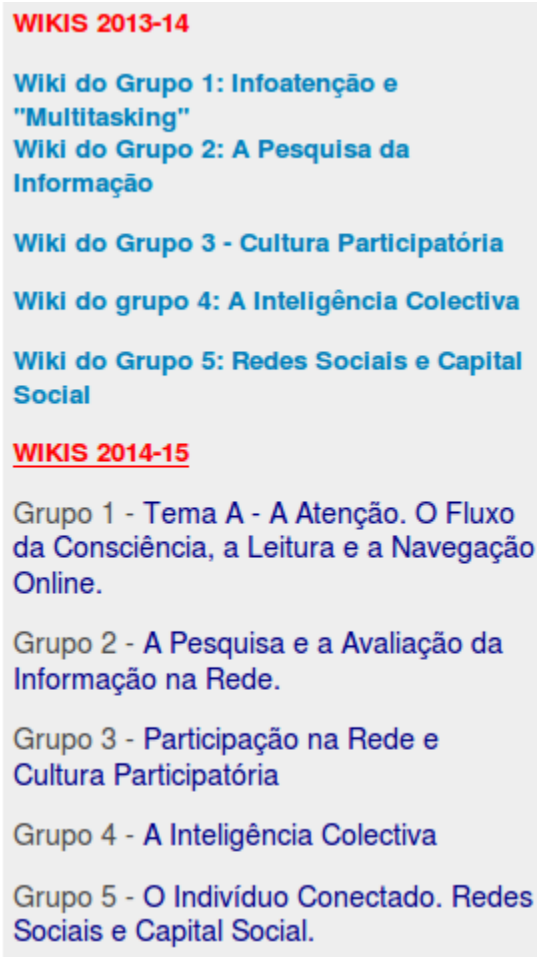 WIKIS 2013-14
Wiki do Grupo 1: Infoatenção e
"Multitasking"
Wiki do Grupo 2: A Pesquisa da
Informação
Wiki do Grupo 3 - Cultura Participatória
Wiki do grupo 4: A Inteligência Colectiva
Wiki do Grupo 5: Redes Sociais e Capital
Social
WIKIS 2014-15
Grupo 1 - Tema A - A Atenção. O Fluxo
da Consciência, a Leitura e a Navegação
Online.
Grupo 2 - A Pesquisa e a Avaliação da
Informação na Rede.
Grupo 3 - Participação na Rede e
Cultura Participatória
Grupo 4 - A Inteligência Colectiva
Grupo 5 - O Indivíduo Conectado. Redes
Sociais e Capital Social.